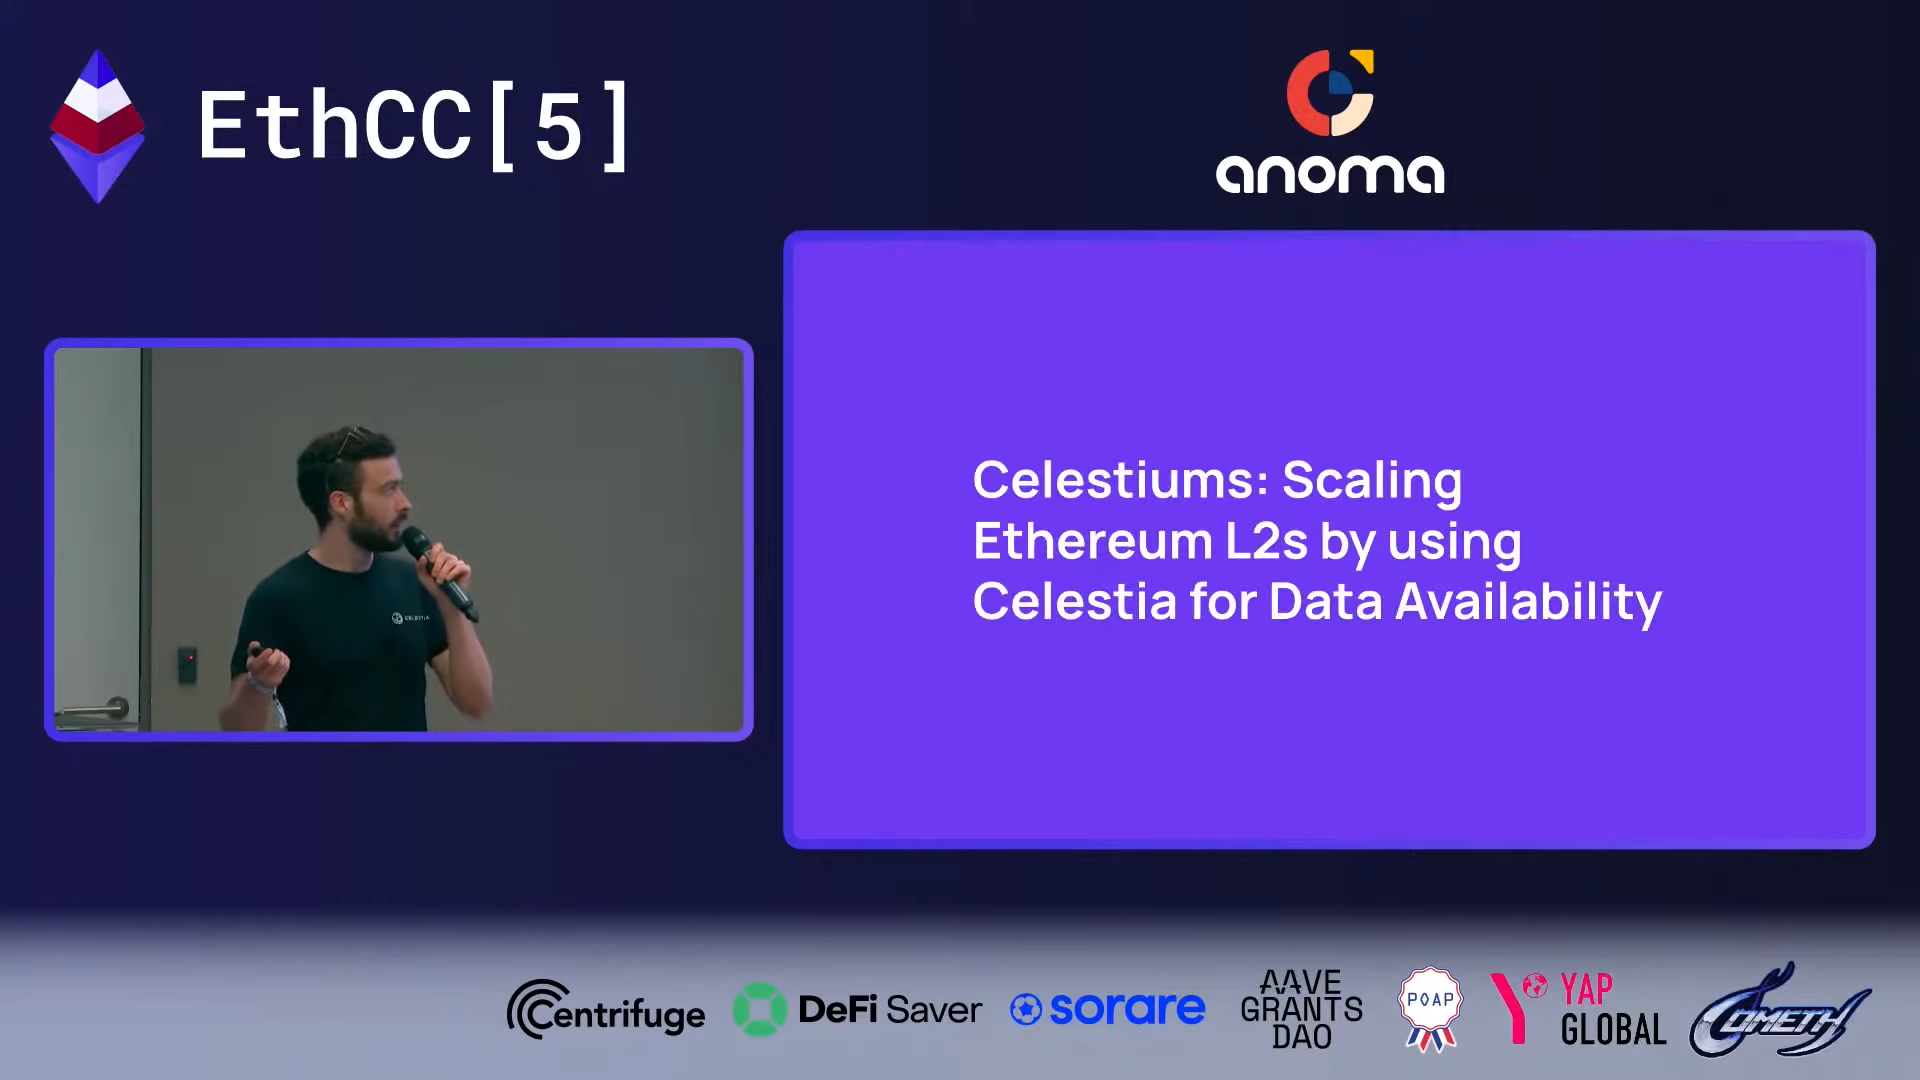 EthCC[5]
anoma
CELESTIA
Celestiums: Scaling
Ethereum L2s by using
Celestia for Data Availability
Centrifuge
DeFi Saver
sorare
AAVE
GRANTS
DAO
POAP
YAP
GLOBAL
COMETH